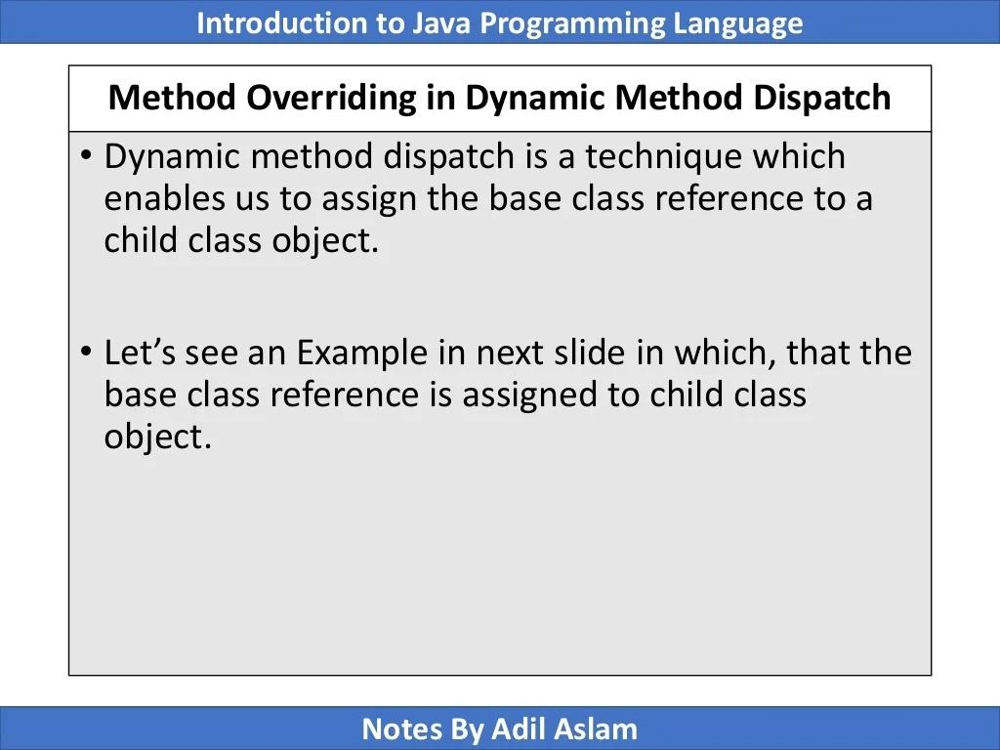 Introduction to Java Programming Language
Method Overriding in Dynamic Method Dispatch
• Dynamic method dispatch is a technique which
enables us to assign the base class reference to a
child class object.
• Let’s see an Example in next slide in which, that the
base class reference is assigned to child class
object.
Notes By Adil Aslam